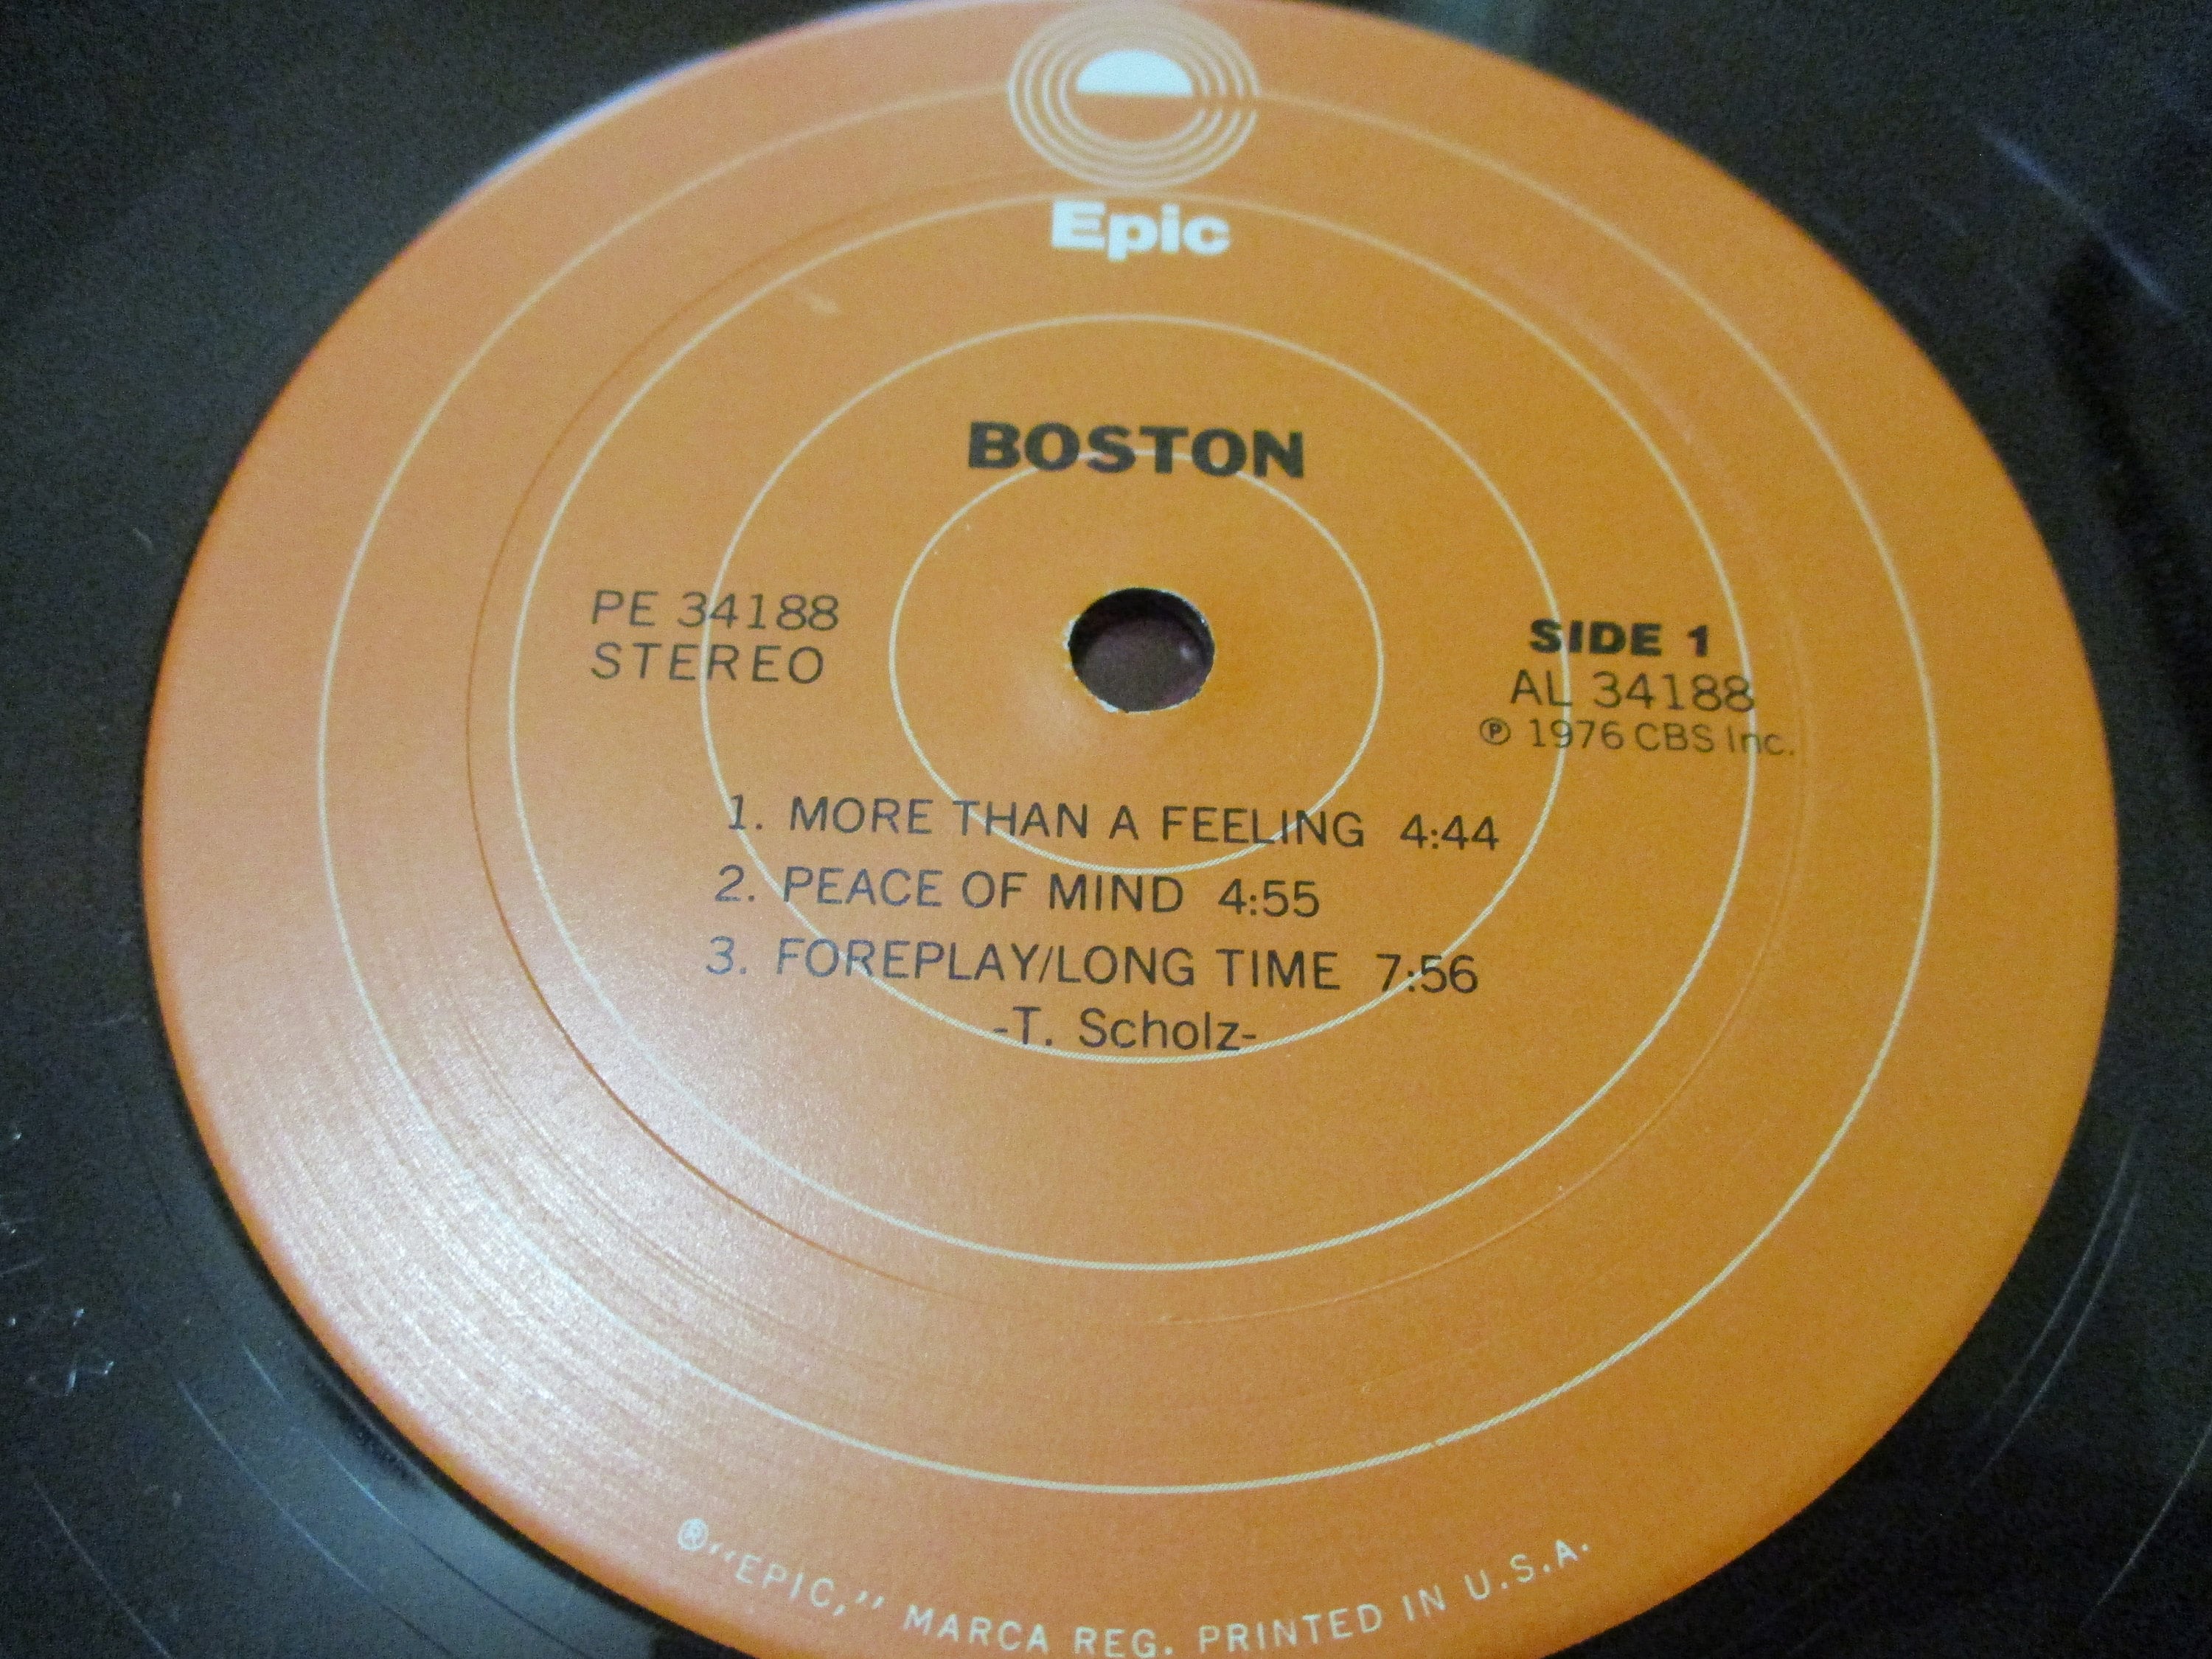 Epic
BOSTON
PE 34188
STEREO
SIDE 1
AL 34188
℗ 1976 CBS Inc.
1. MORE THAN A FEELING 4:44
2. PEACE OF MIND 4:55
3. FOREPLAY/LONG TIME 7:56
-T. Scholz-
® "EPIC," MARCA REG. PRINTED IN U.S.A.